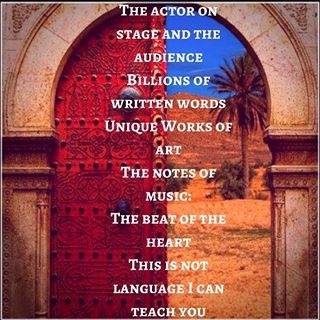 The actor on
stage and the
audience
Billions of
written words
Unique Works of
art
The notes of
music:
The beat of the
heart
This is not
language I can
teach you